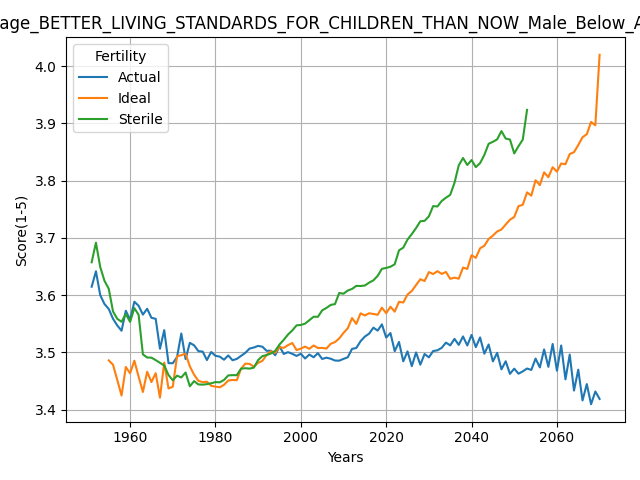 age_BETTER_LIVING_STANDARDS_FOR_CHILDREN_THAN_NOW_Male_Below_A
Fertility
Actual
Ideal
Sterile
Score(1-5)
4.0
3.9
3.8
3.7
3.6
3.5
3.4
1960 1980 2000 2020 2040 2060
Years